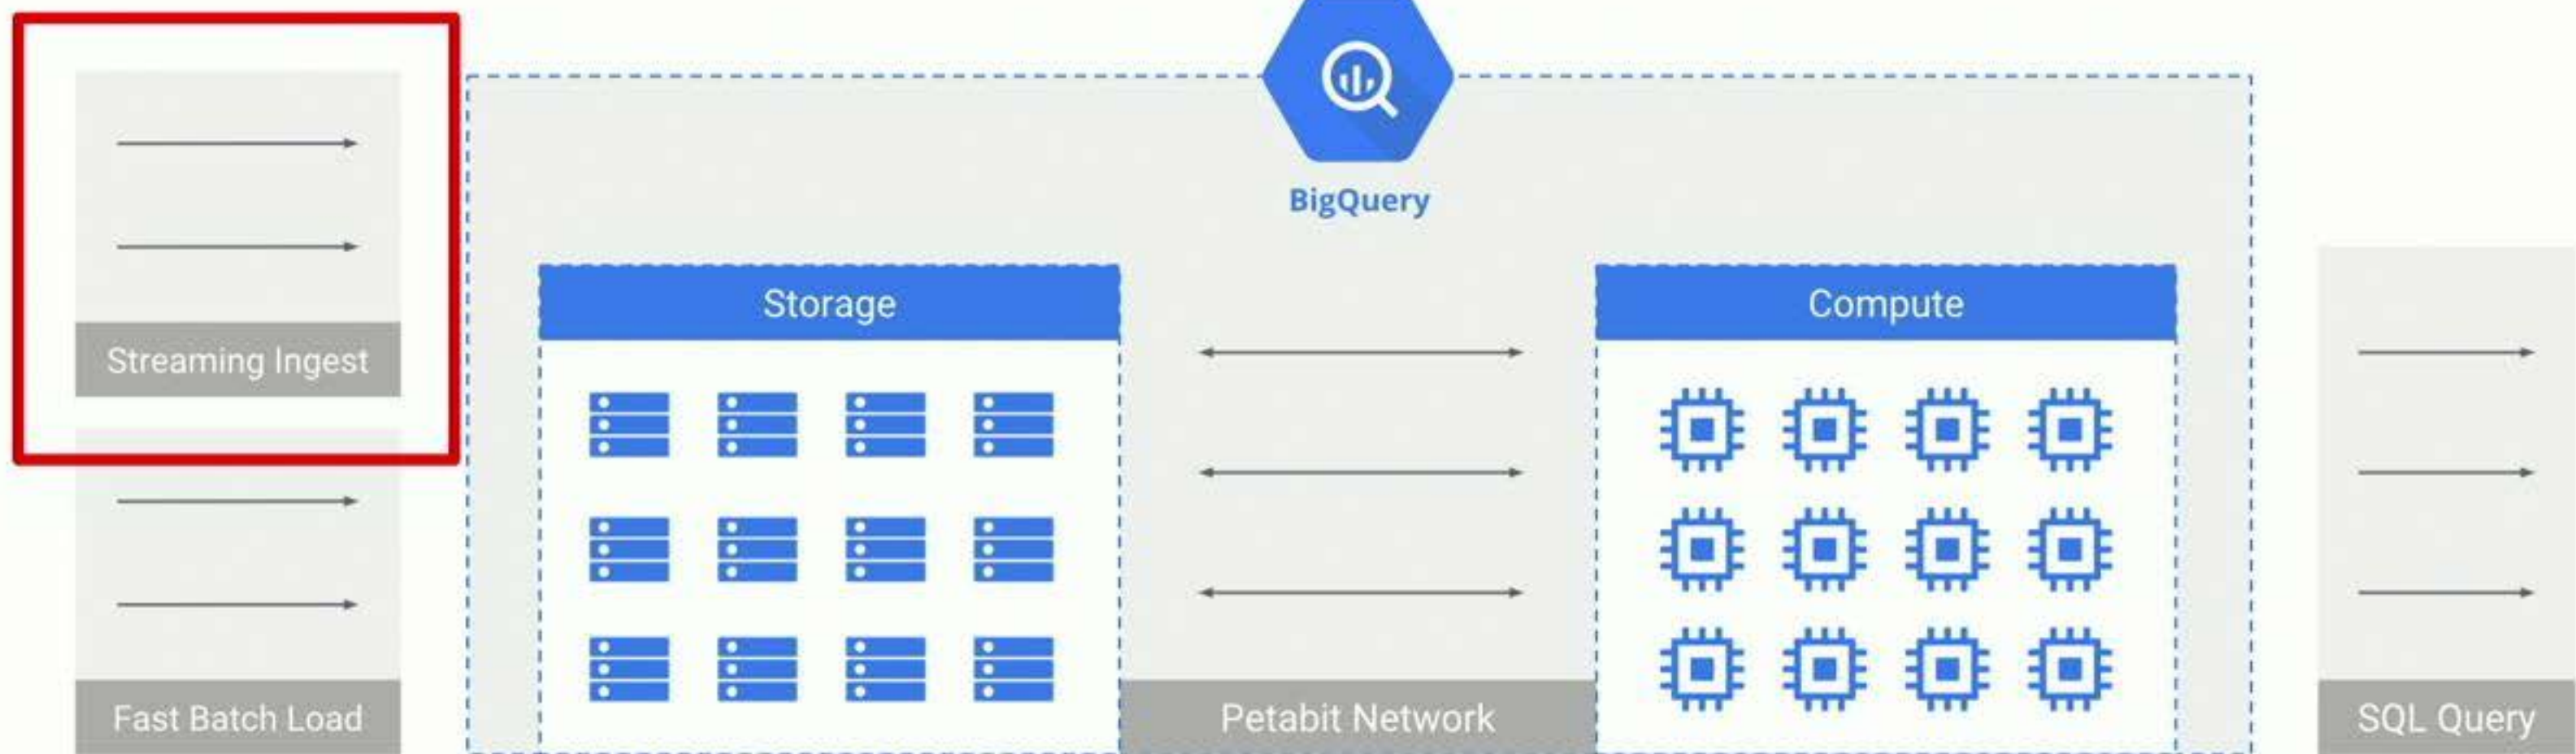 BigQuery
Storage
Compute
Streaming Ingest
Fast Batch Load
Petabit Network
SQL Query